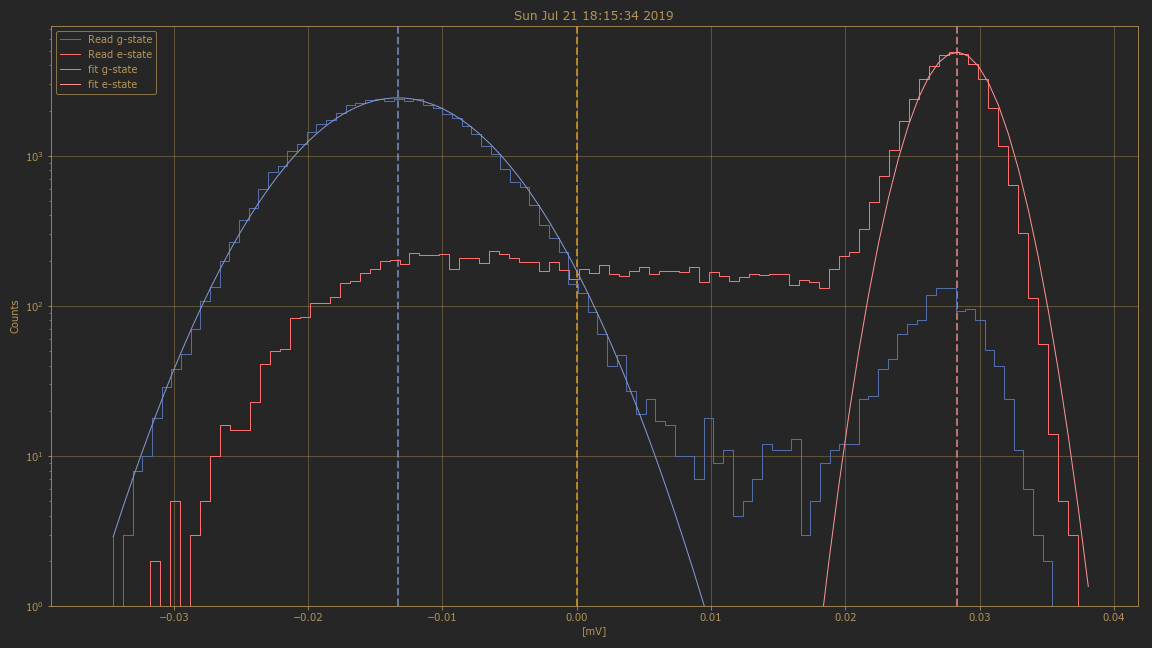 Sun Jul 21 18:15:34 2019
Read g-state
Read e-state
fit g-state
fit e-state
Counts
10³
10²
10¹
10⁰
−0.03 −0.02 −0.01 0.00 0.01 0.02 0.03 0.04
[mV]